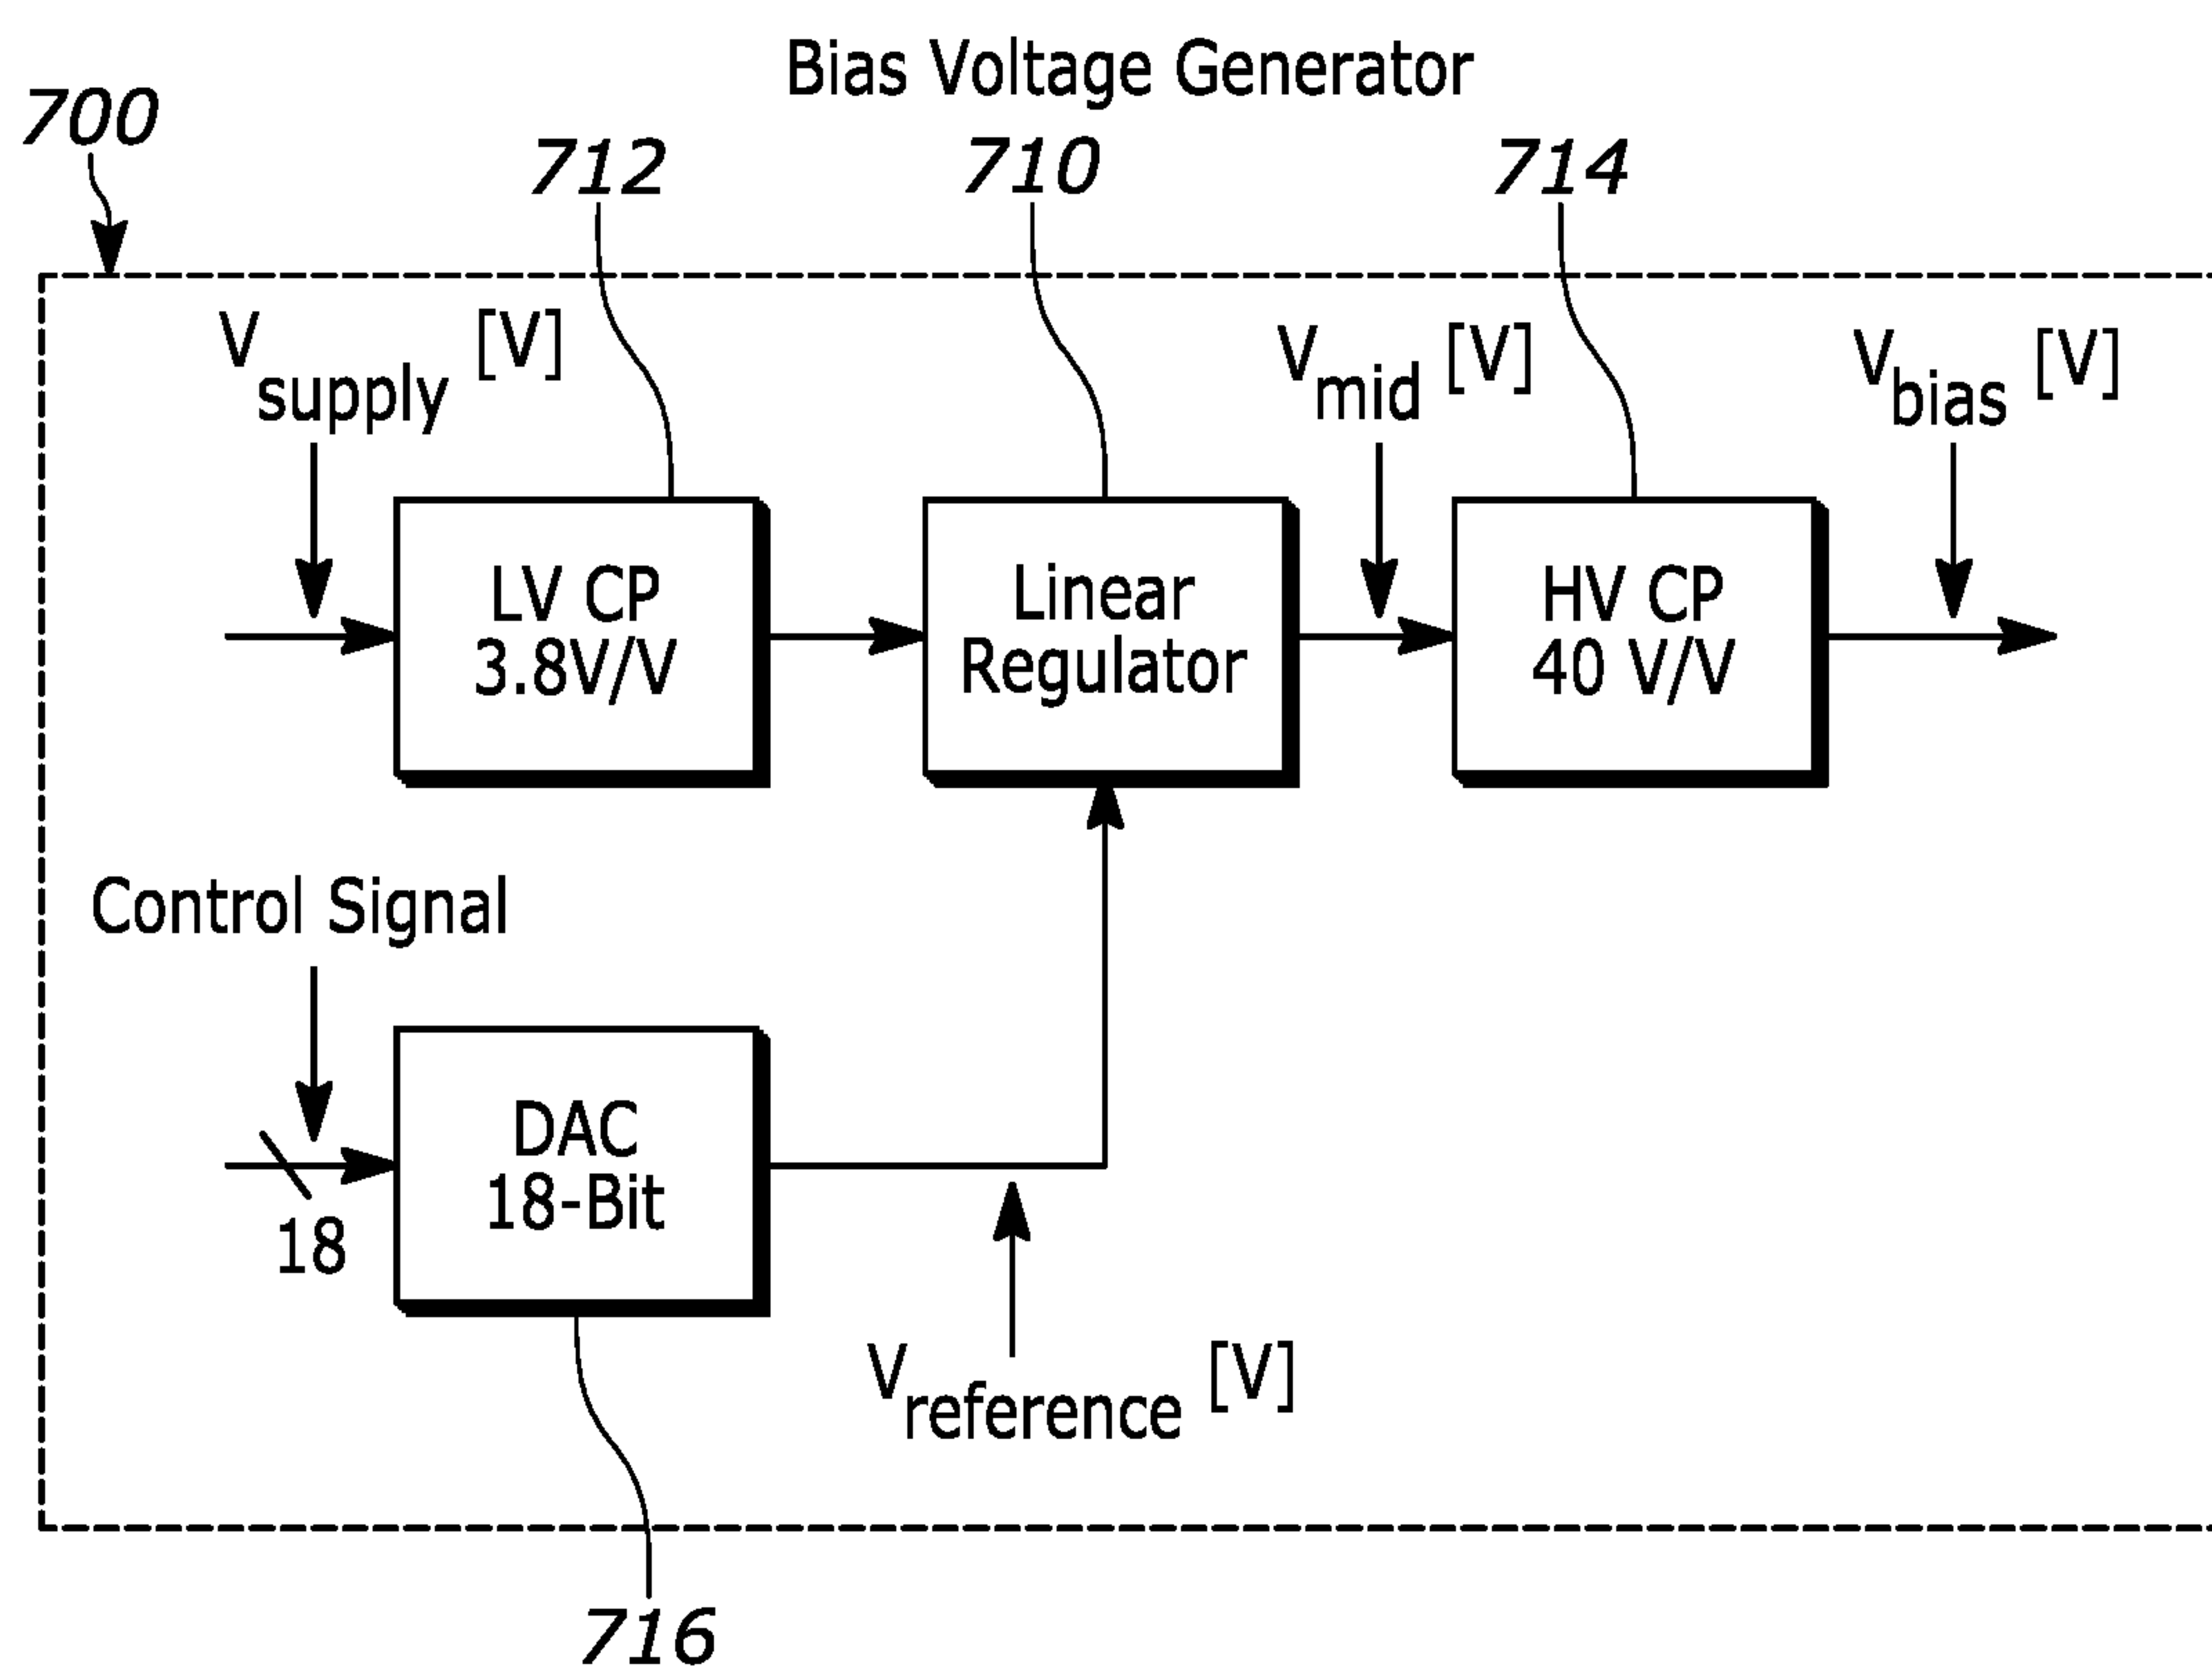 Bias Voltage Generator
700
712
710
714
Vsupply [V]
Vmid [V]
Vbias [V]
LV CP
3.8V/V
Linear
Regulator
HV CP
40 V/V
Control Signal
18
DAC
18-Bit
Vreference [V]
716